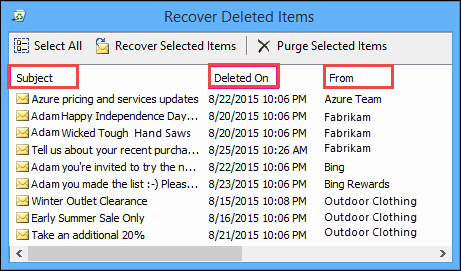 Recover Deleted Items
Select All Recover Selected Items Purge Selected Items
Subject Deleted On From
Azure pricing and services updates 8/22/2015 10:06 PM Azure Team
Adam Happy Independence Day... 8/20/2015 10:06 PM Fabrikam
Adam Wicked Tough Hand Saws 8/20/2015 10:06 PM Fabrikam
Tell us about your recent purcha... 8/25/2015 10:26 AM Fabrikam
Adam you're invited to try the n... 8/22/2015 10:06 PM Bing
Adam you made the list :-) Pleas... 8/23/2015 10:06 PM Bing Rewards
Winter Outlet Clearance 8/15/2015 10:08 PM Outdoor Clothing
Early Summer Sale Only 8/16/2015 10:06 PM Outdoor Clothing
Take an additional 20% 8/21/2015 10:06 PM Outdoor Clothing